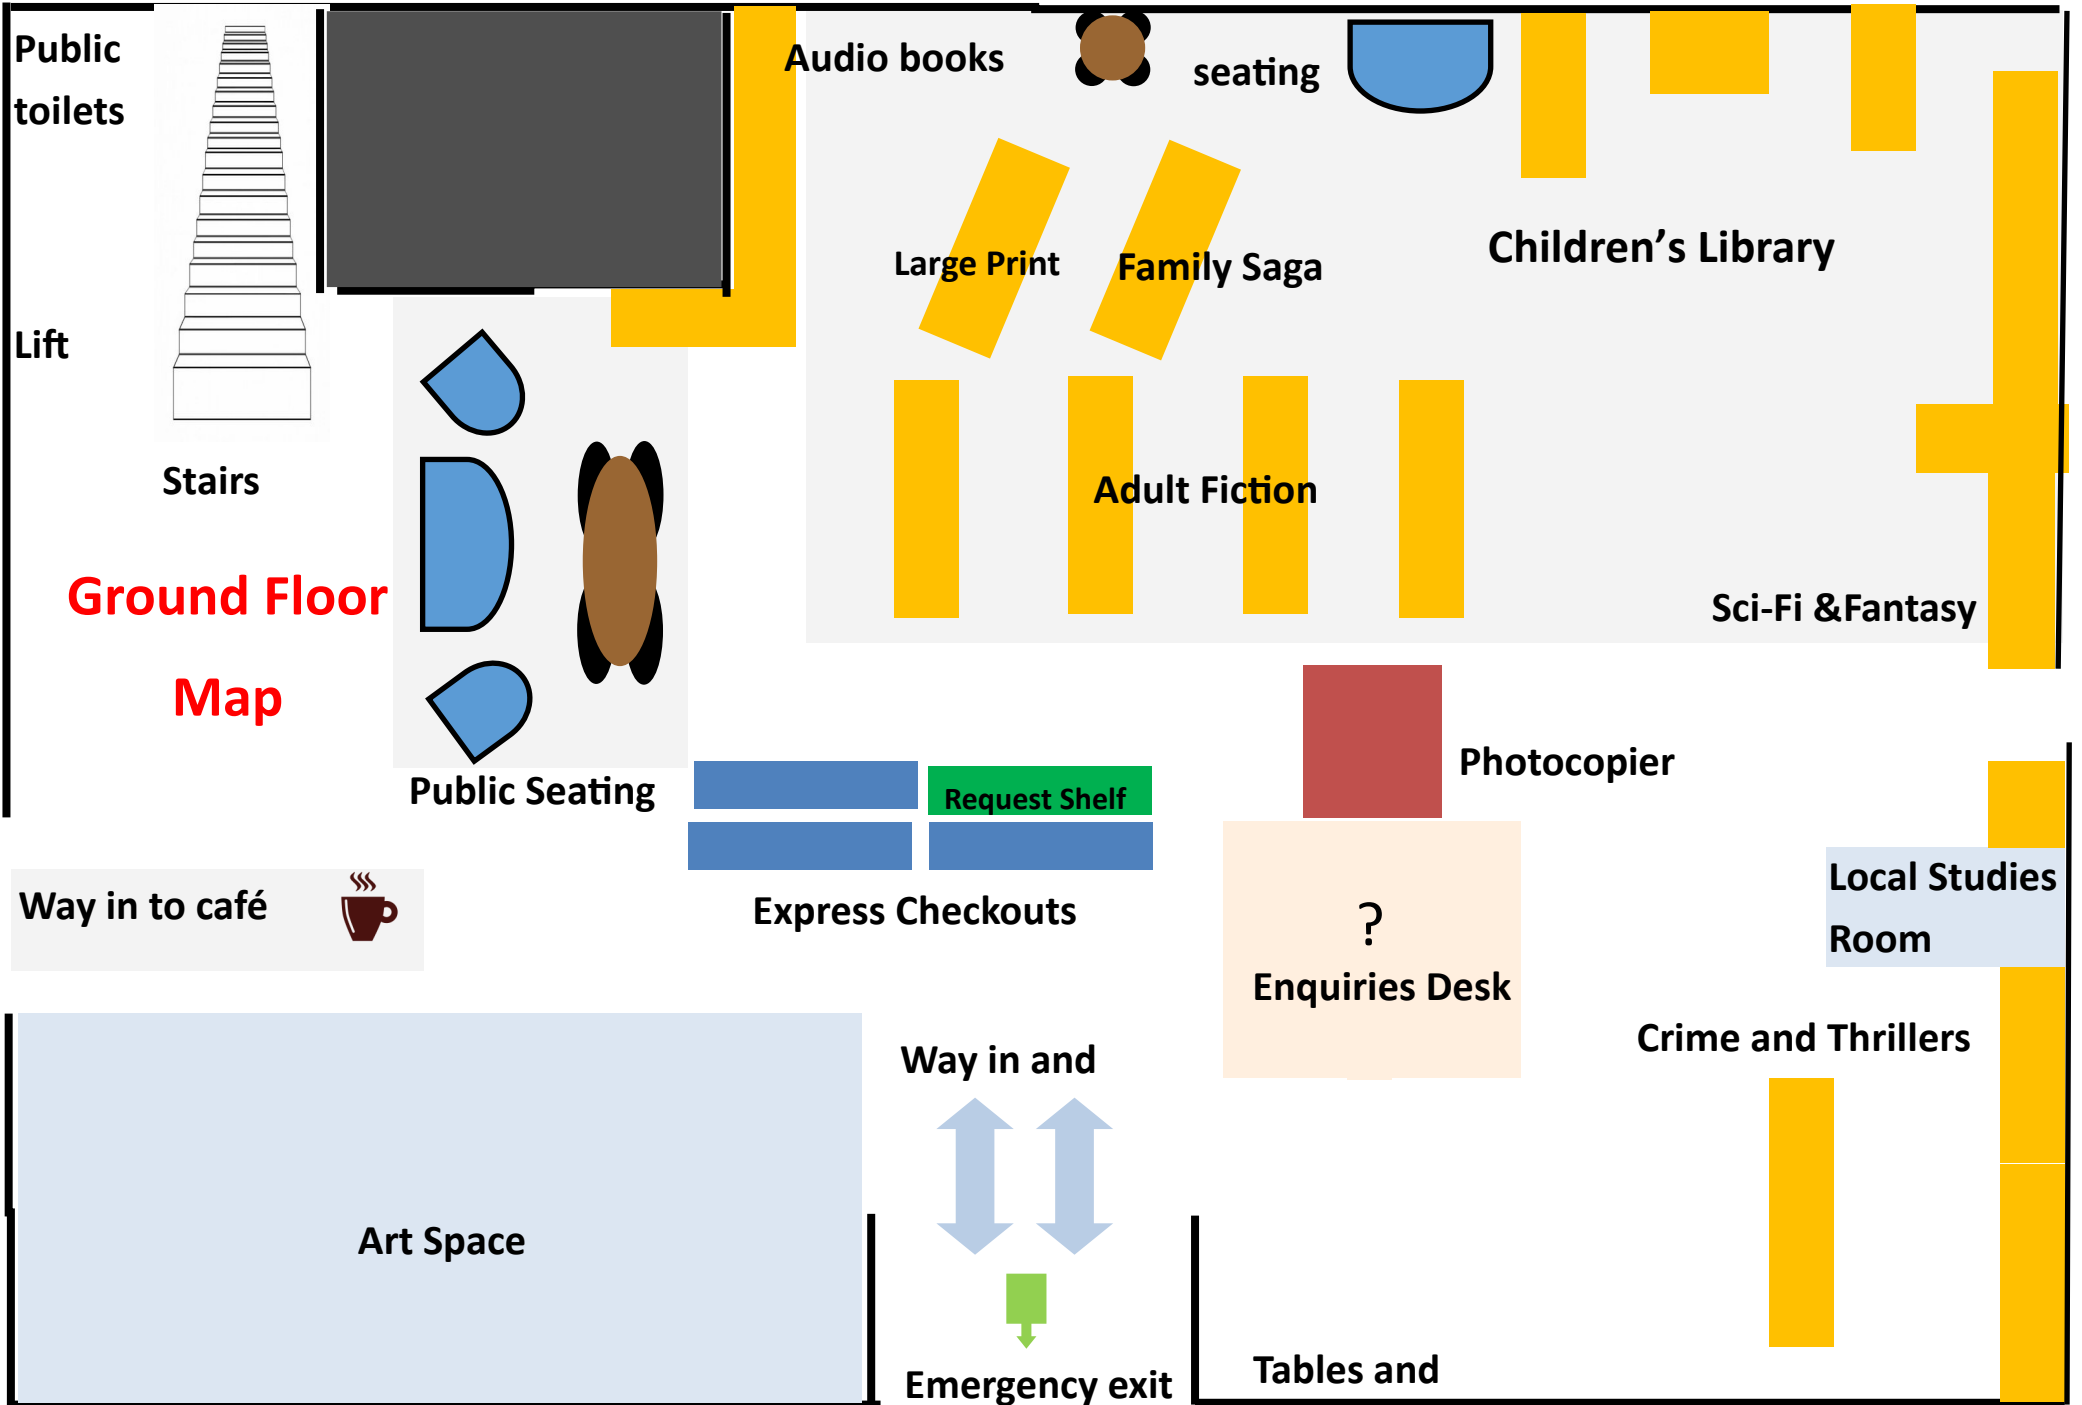 Public
toilets
Audio books
seating
Large Print
Family Saga
Children’s Library
Lift
Stairs
Adult Fiction
Ground Floor
Map
Sci-Fi &Fantasy
Public Seating
Request Shelf
Photocopier
Way in to café
Express Checkouts
?
Enquiries Desk
Local Studies
Room
Crime and Thrillers
Way in and
Art Space
Emergency exit
Tables and